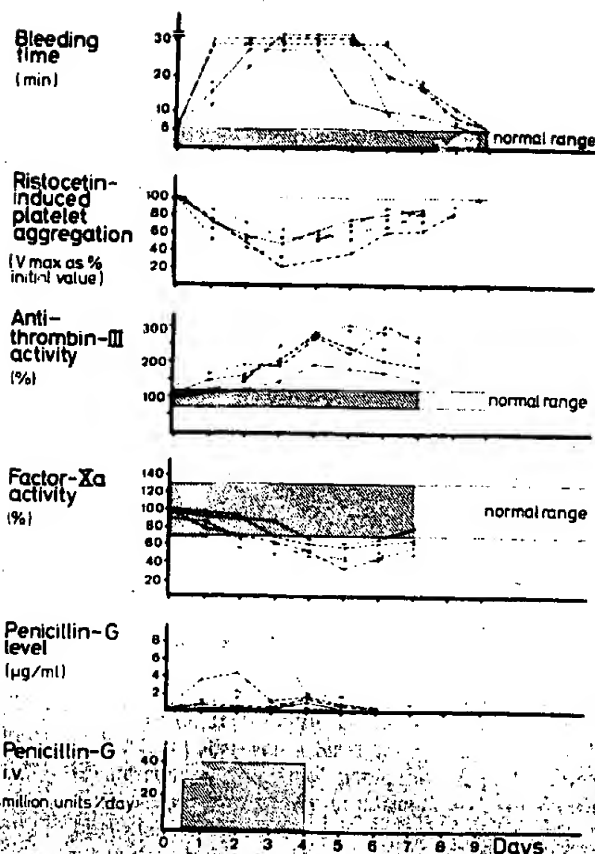 Bleeding
time
(min)
30
20
10
6
normal range
Ristocetin-
induced
platelet
aggregation
(V max as %
initial value)
100
80
60
40
20
Anti-
thrombin-III
activity
(%)
300
200
100
normal range
Factor-Xa
activity
(%)
140
120
100
80
60
40
20
normal range
Penicillin-G
level
(µg/ml)
8
6
4
2
Penicillin-G
i.v.
million units/day
40
20
0 1 2 3 4 5 6 7 8 9 Days